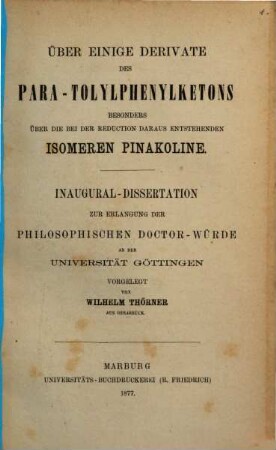 ÜBER EINIGE DERIVATE
DES
PARA-TOLYLPHENYLKETONS
BESONDERS
ÜBER DIE BEI DER REDUCTION DARAUS ENTSTEHENDEN
ISOMEREN PINAKOLINE.
INAUGURAL-DISSERTATION
ZUR ERLANGUNG DER
PHILOSOPHISCHEN DOCTOR-WÜRDE
AN DER
UNIVERSITÄT GÖTTINGEN
VORGELEGT
VON
WILHELM THÖRNER
AUS OSNABRÜCK.
MARBURG
UNIVERSITÄTS-BUCHDRUCKEREI (R. FRIEDRICH)
1877.